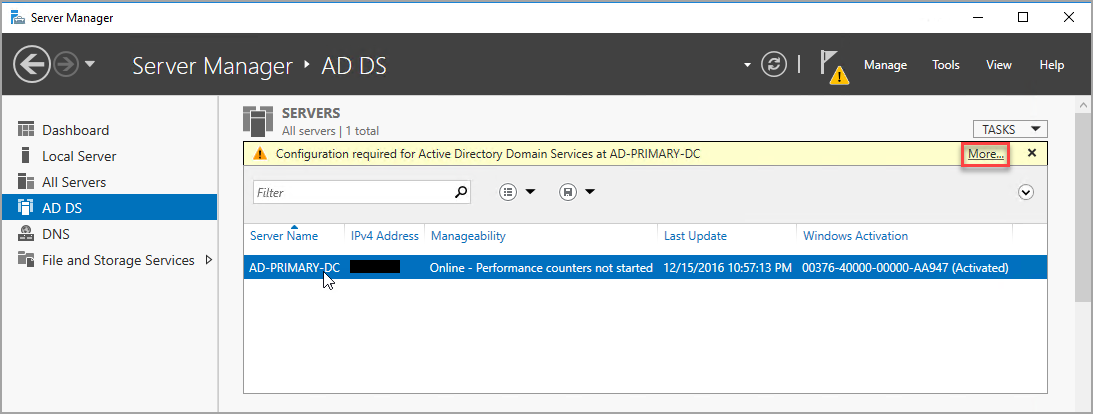 Server Manager
Server Manager ‣ AD DS
Manage Tools View Help
Dashboard
Local Server
All Servers
AD DS
DNS
File and Storage Services
SERVERS
All servers | 1 total
TASKS
Configuration required for Active Directory Domain Services at AD-PRIMARY-DC More...
Filter
Server Name IPv4 Address Manageability Last Update Windows Activation
AD-PRIMARY-DC Online - Performance counters not started 12/15/2016 10:57:13 PM 00376-40000-00000-AA947 (Activated)